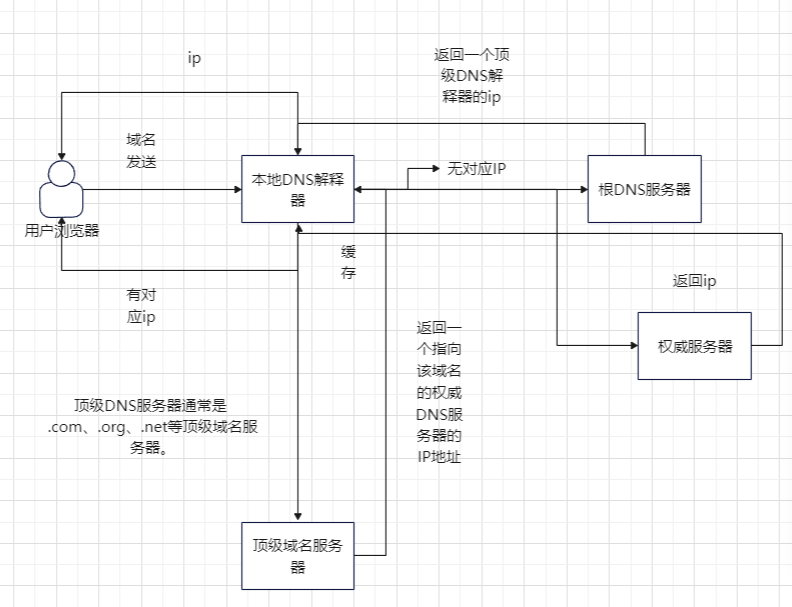 ip
返回一个顶
级DNS解
释器的ip
域名
发送
本地DNS解释
器
无对应IP
根DNS服务器
用户浏览器
缓
存
有对
应ip
返回ip
权威服务器
返回一
个指向
该域名
的权威
DNS服
务器的
IP地址
顶级DNS服务器通常是
.com、.org、.net等顶级域名服
务器。
顶级域名服务
器